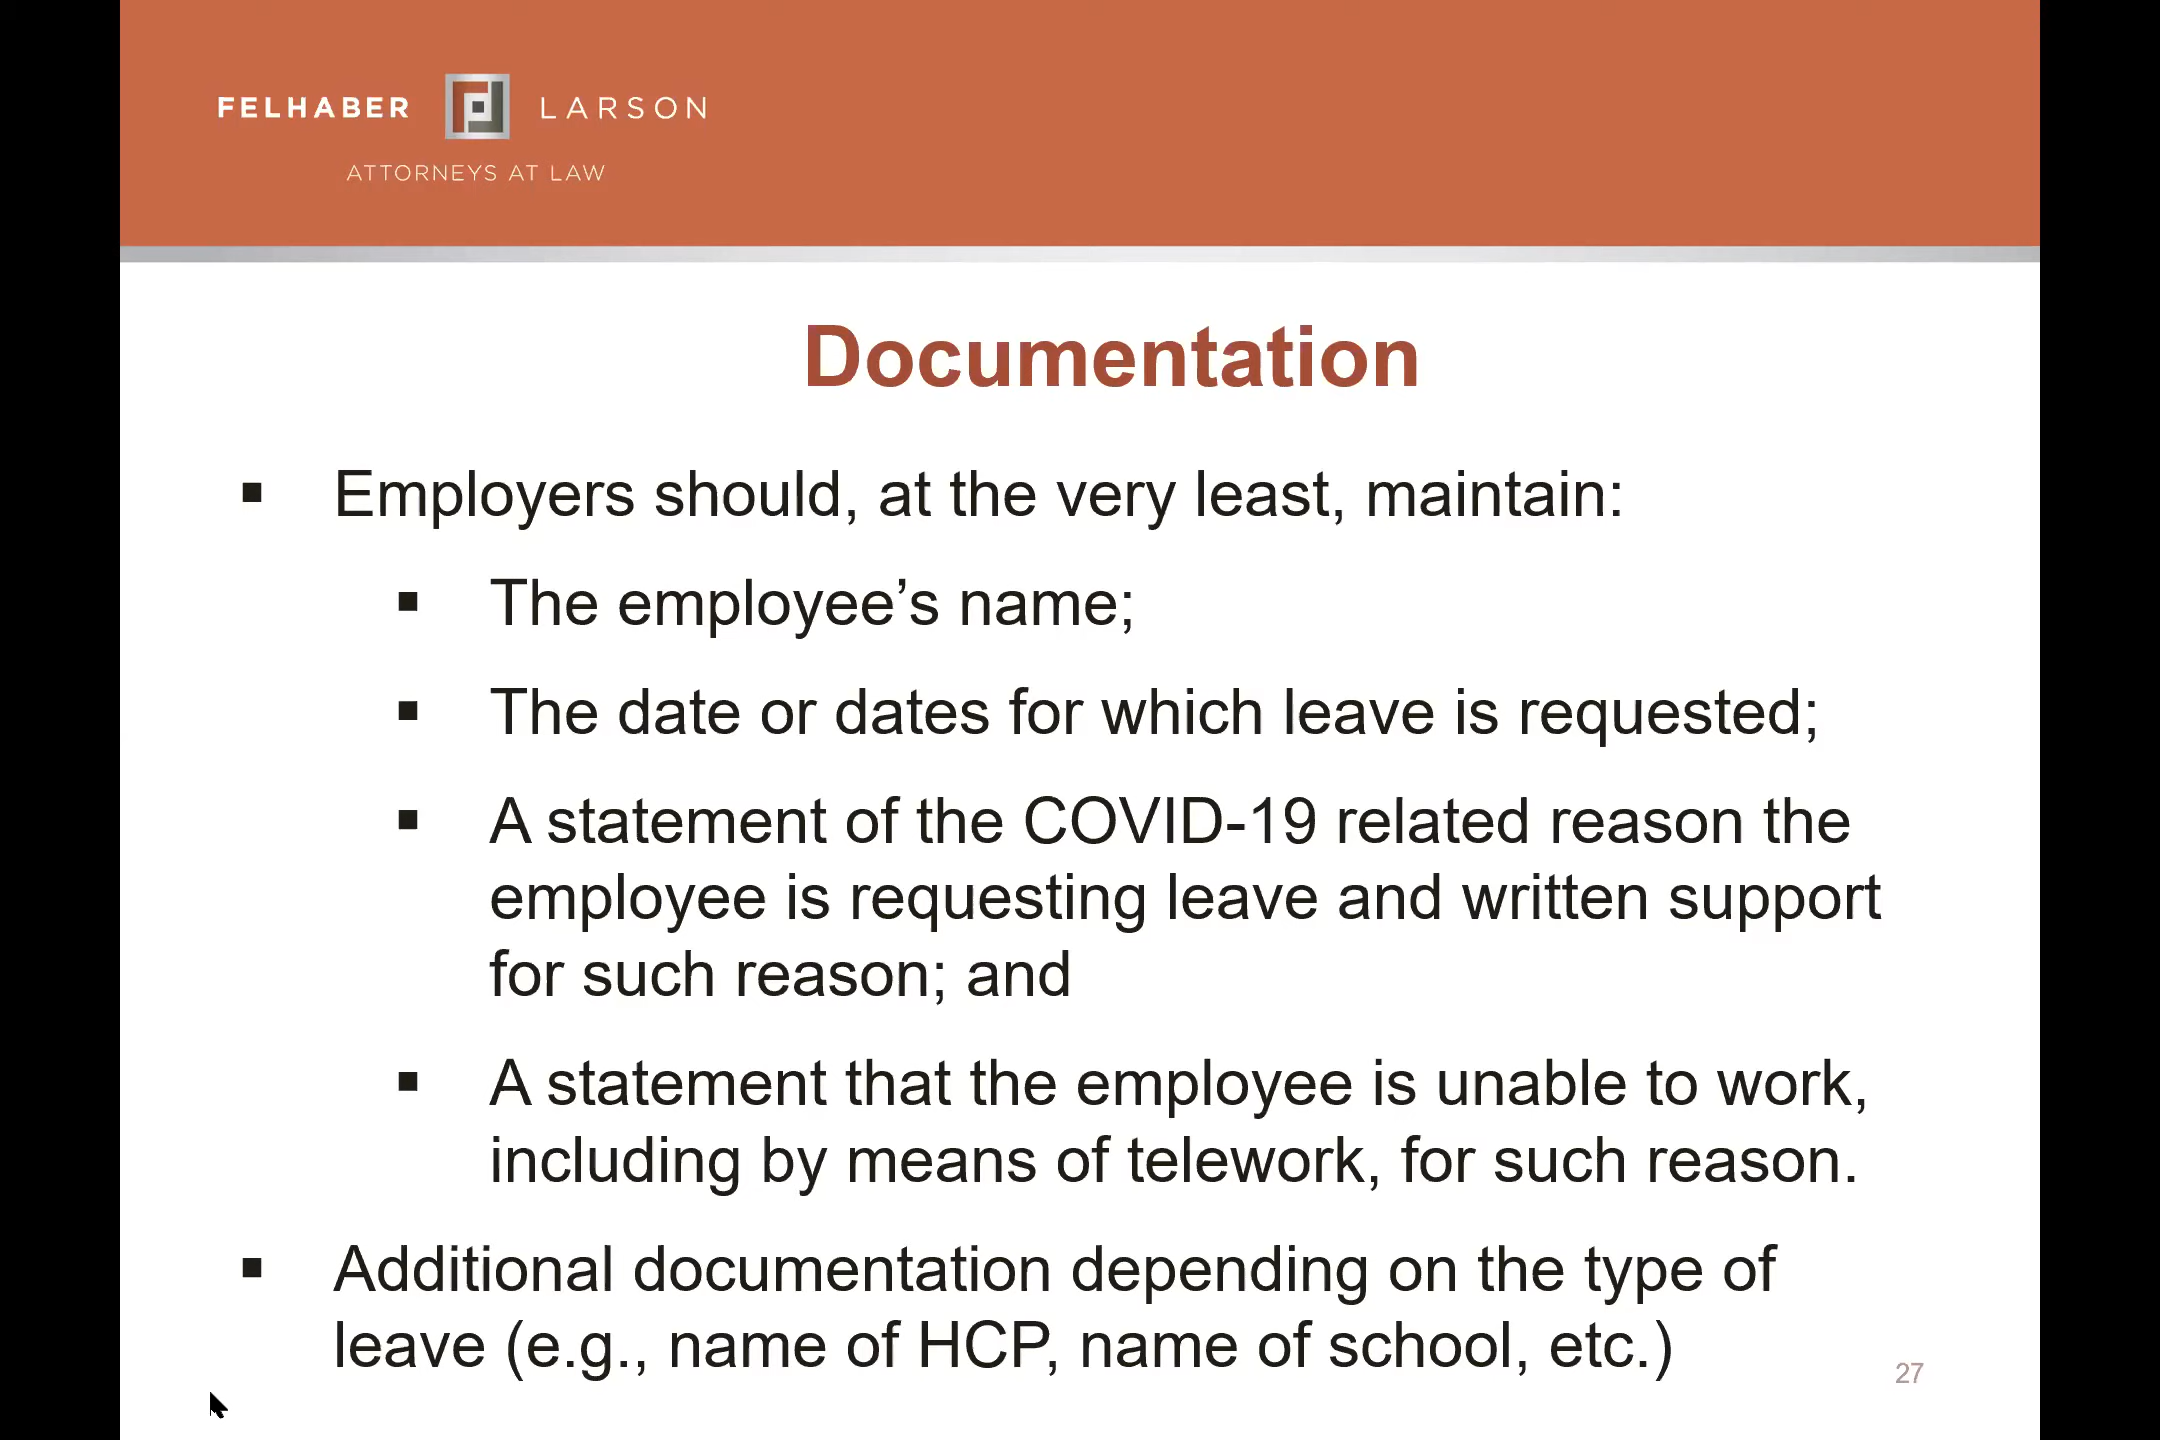 FELHABER LARSON
ATTORNEYS AT LAW
Documentation
▪ Employers should, at the very least, maintain:
▪ The employee’s name;
▪ The date or dates for which leave is requested;
▪ A statement of the COVID-19 related reason the
employee is requesting leave and written support
for such reason; and
▪ A statement that the employee is unable to work,
including by means of telework, for such reason.
▪ Additional documentation depending on the type of
leave (e.g., name of HCP, name of school, etc.)
27